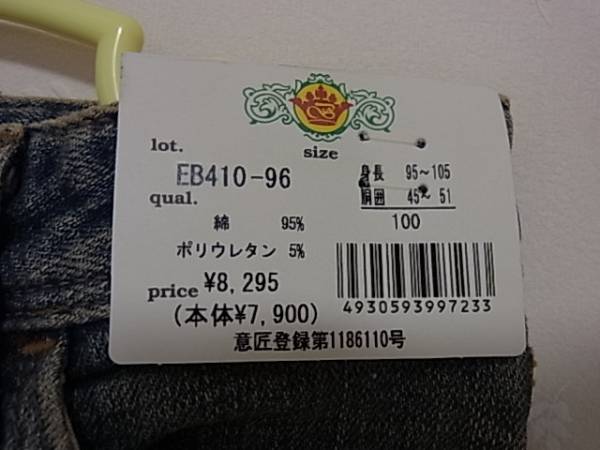 lot.
EB410-96
qual.
綿 95%
ポリウレタン 5%
size
身長 95～105
胴囲 45～ 51
100
price ¥8,295
(本体¥7,900)
4930593997233
意匠登録第1186110号